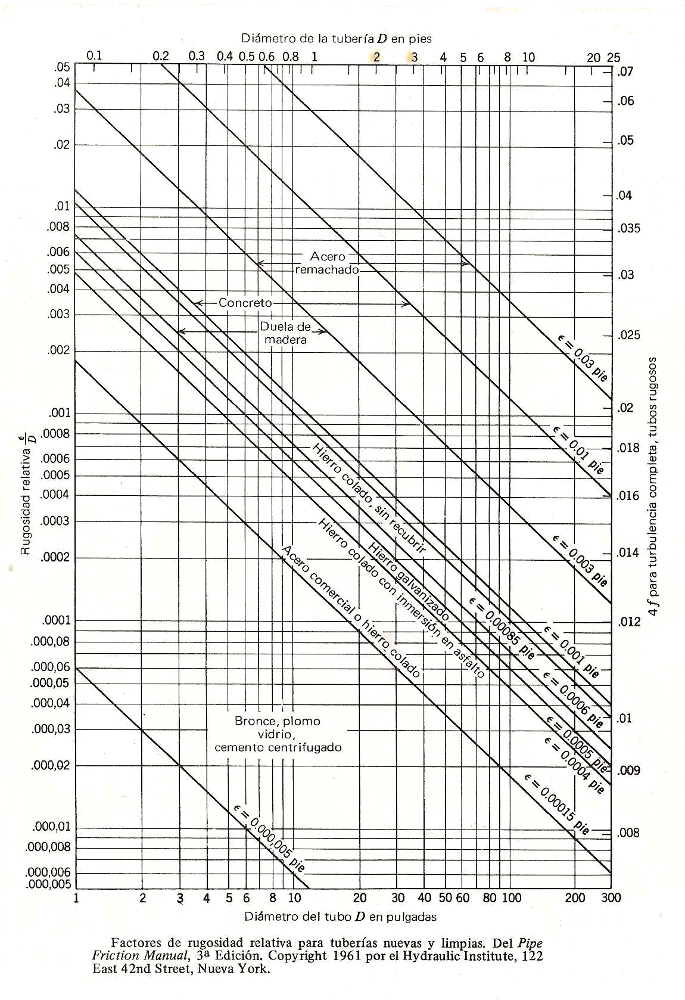 Diámetro de la tubería D en pies
0.1 0.2 0.3 0.4 0.5 0.6 0.8 1 2 3 4 5 6 8 10 20 25
.05
.04
.03
.02
.01
.008
.006
.005
.004
.003
.002
.001
.0008
.0006
.0005
.0004
.0003
.0002
.0001
.000,08
.000,06
.000,05
.000,04
.000,03
.000,02
.000,01
.000,008
.000,006
.000,005
Rugosidad relativa ϵ/D
.07
.06
.05
.04
.035
.03
.025
.02
.018
.016
.014
.012
.01
.009
.008
4f para turbulencia completa, tubos rugosos
Acero
remachado
Concreto
Duela de
madera
Hierro colado, sin recubrir
Hierro galvanizado
Hierro colado con inmersión en asfalto
Acero comercial o hierro colado
Bronce, plomo
vidrio,
cemento centrifugado
ϵ = 0.03 pie
ϵ = 0.01 pie
ϵ = 0.003 pie
ϵ = 0.001 pie
ϵ = 0.00085 pie
ϵ = 0.0006 pie
ϵ = 0.0005 pie
ϵ = 0.0004 pie
ϵ = 0.00015 pie
ϵ = 0.000,005 pie
1 2 3 4 5 6 8 10 20 30 40 50 60 80 100 200 300
Diámetro del tubo D en pulgadas
Factores de rugosidad relativa para tuberías nuevas y limpias. Del Pipe
Friction Manual, 3ª Edición. Copyright 1961 por el Hydraulic Institute, 122
East 42nd Street, Nueva York.